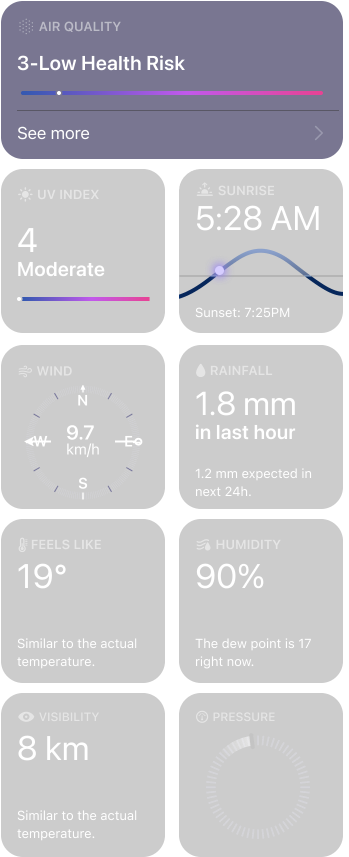 AIR QUALITY
3-Low Health Risk
See more
UV INDEX
4
Moderate
SUNRISE
5:28 AM
Sunset: 7:25PM
WIND
N
W
9.7
km/h
E
S
RAINFALL
1.8 mm
in last hour
1.2 mm expected in
next 24h.
FEELS LIKE
19°
Similar to the actual
temperature.
HUMIDITY
90%
The dew point is 17
right now.
VISIBILITY
8 km
Similar to the actual
temperature.
PRESSURE